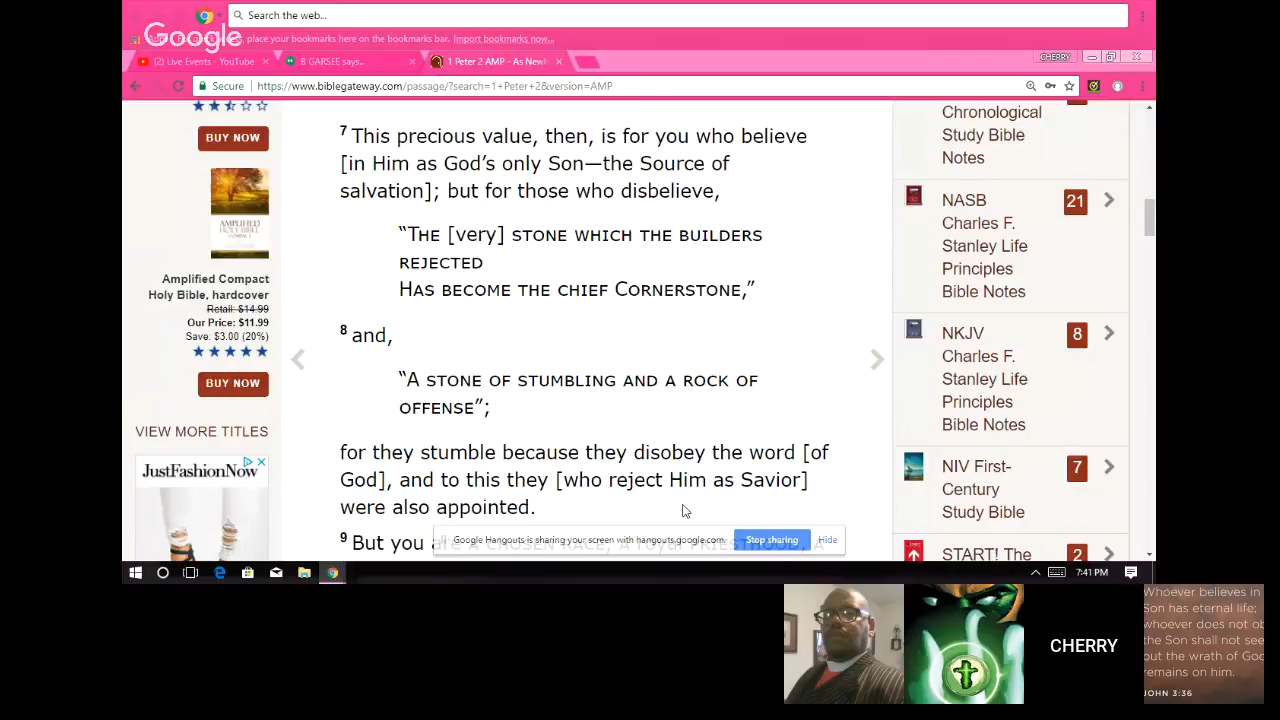 Search the web...
Google
place your bookmarks here on the bookmarks bar. Import bookmarks now...
(2) Live Events - YouTube
8 GARSEE says...
1 Peter 2 AMP - As Newb
CHERRY
Secure
https://www.biblegateway.com/passage/?search=1+Peter+2&version=AMP
BUY NOW
AMPLIFIED
HOLY BIBLE
Amplified Compact
Holy Bible, hardcover
Retail: $14.99
Our Price: $11.99
Save: $3.00 (20%)
BUY NOW
VIEW MORE TITLES
JUSTFASHIONNOW
7 This precious value, then, is for you who believe
[in Him as God’s only Son—the Source of
salvation]; but for those who disbelieve,
“THE [very] STONE WHICH THE BUILDERS
REJECTED
HAS BECOME THE CHIEF CORNERSTONE,”
8 and,
“A STONE OF STUMBLING AND A ROCK OF
OFFENSE”;
for they stumble because they disobey the word [of
God], and to this they [who reject Him as Savior]
were also appointed.
9 But you are A CHOSEN RACE, A royal PRIESTHOOD, A
Google Hangouts is sharing your screen with hangouts.google.com.
Stop sharing
Hide
Chronological
Study Bible
Notes
NASB
Charles F.
Stanley Life
Principles
Bible Notes
21
NKJV
Charles F.
Stanley Life
Principles
Bible Notes
8
NIV First-
Century
Study Bible
7
START! The
2
7:41 PM
CHERRY
Whoever believes in
Son has eternal life;
whoever does not ob
the Son shall not see
but the wrath of God
remains on him.
JOHN 3:36